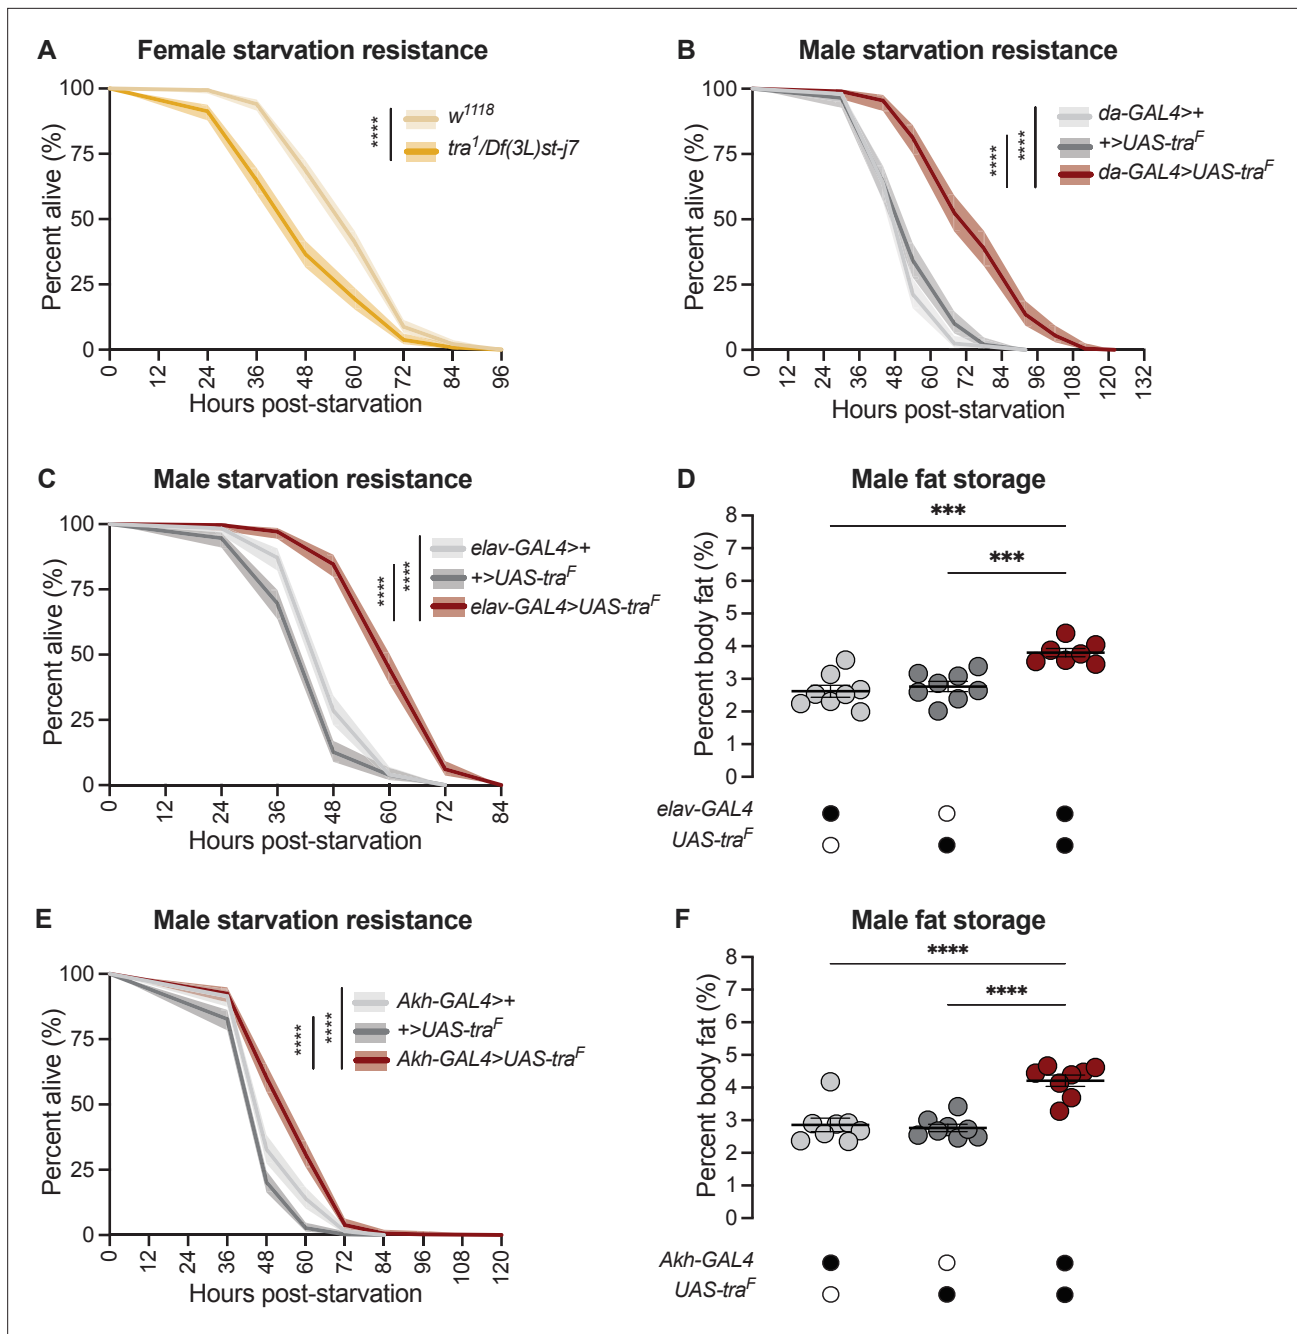 A Female starvation resistance
Percent alive (%)
100
75
50
25
0
0 12 24 36 48 60 72 84 96
Hours post-starvation
****
w1118
tra1/Df(3L)st-j7
B Male starvation resistance
Percent alive (%)
100
75
50
25
0
0 12 24 36 48 60 72 84 96 108 120 132
Hours post-starvation
**** ****
da-GAL4>+
+>UAS-traF
da-GAL4>UAS-traF
C Male starvation resistance
Percent alive (%)
100
75
50
25
0
0 12 24 36 48 60 72 84
Hours post-starvation
**** ****
elav-GAL4>+
+>UAS-traF
elav-GAL4>UAS-traF
D Male fat storage
Percent body fat (%)
8
7
6
5
4
3
2
1
0
***
***
elav-GAL4
UAS-traF
E Male starvation resistance
Percent alive (%)
100
75
50
25
0
0 12 24 36 48 60 72 84 96 108 120
Hours post-starvation
**** ****
Akh-GAL4>+
+>UAS-traF
Akh-GAL4>UAS-traF
F Male fat storage
Percent body fat (%)
8
7
6
5
4
3
2
1
0
****
****
Akh-GAL4
UAS-traF